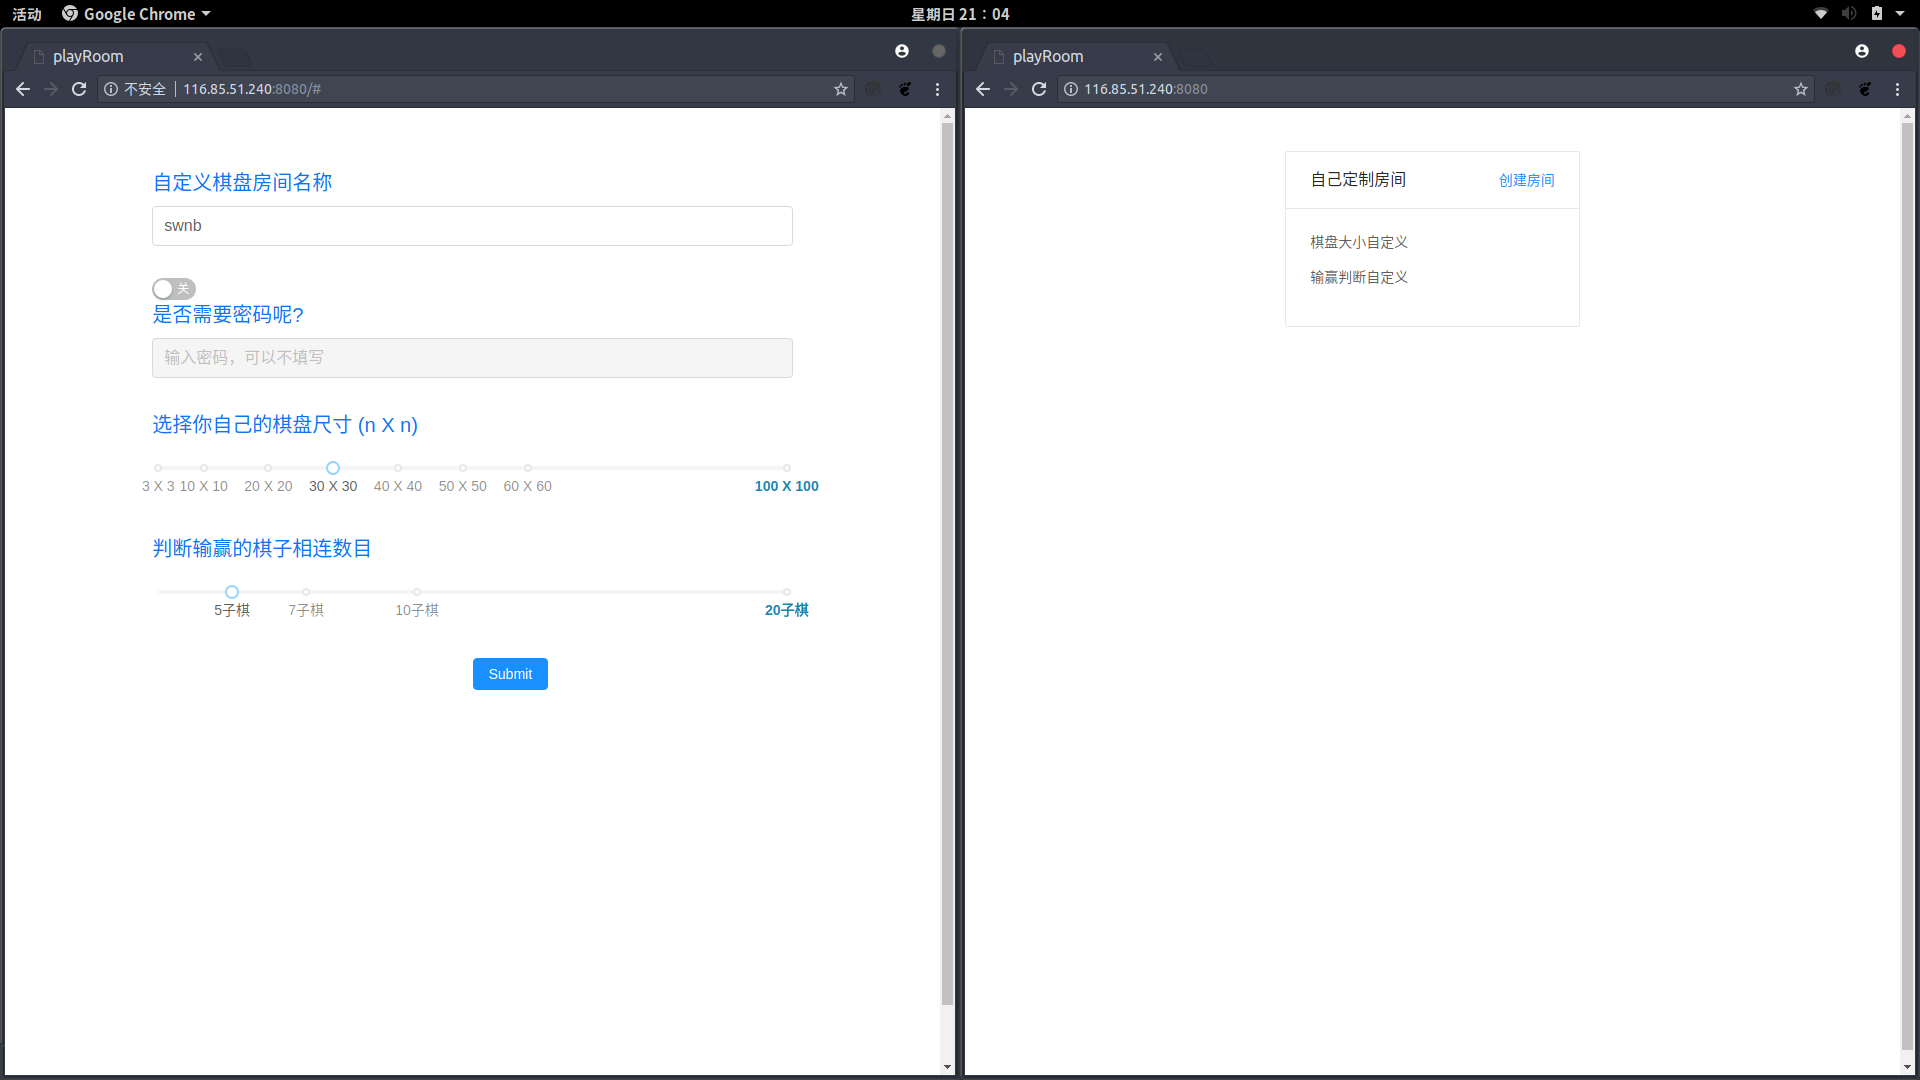 活动 Google Chrome 星期日 21:04
playRoom
不安全 116.85.51.240:8080/#
自定义棋盘房间名称
swnb
关
是否需要密码呢?
输入密码，可以不填写
选择你自己的棋盘尺寸 (n X n)
3 X 3 10 X 10 20 X 20 30 X 30 40 X 40 50 X 50 60 X 60 100 X 100
判断输赢的棋子相连数目
5子棋 7子棋 10子棋 20子棋
Submit
playRoom
116.85.51.240:8080
自己定制房间 创建房间
棋盘大小自定义
输赢判断自定义